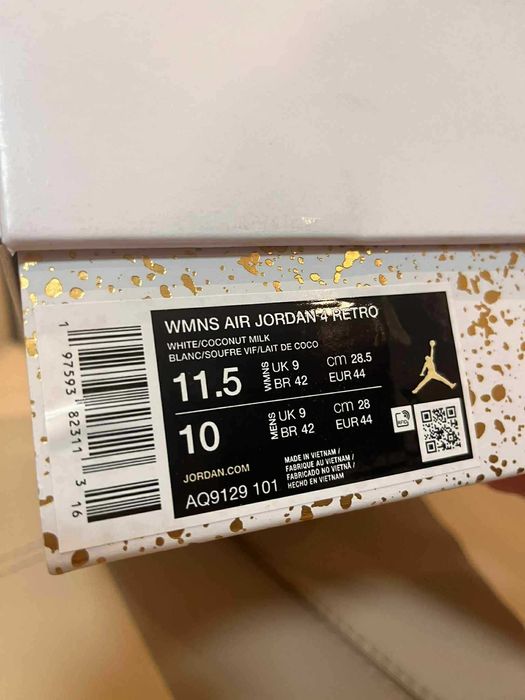 WMNS AIR JORDAN 4 RETRO
WHITE/COCONUT MILK
BLANC/SOUFRE VIF/LAIT DE COCO
11.5 WMNS UK 9 CM 28.5
BR 42 EUR 44
10 MENS UK 9 CM 28
BR 42 EUR 44
JORDAN.COM
AQ9129 101
MADE IN VIETNAM /
FABRIQUE AU VIETNAM /
FABRICADO NO VIETNÃ /
HECHO EN VIETNAM
RFID
1 97593 82311 3 16